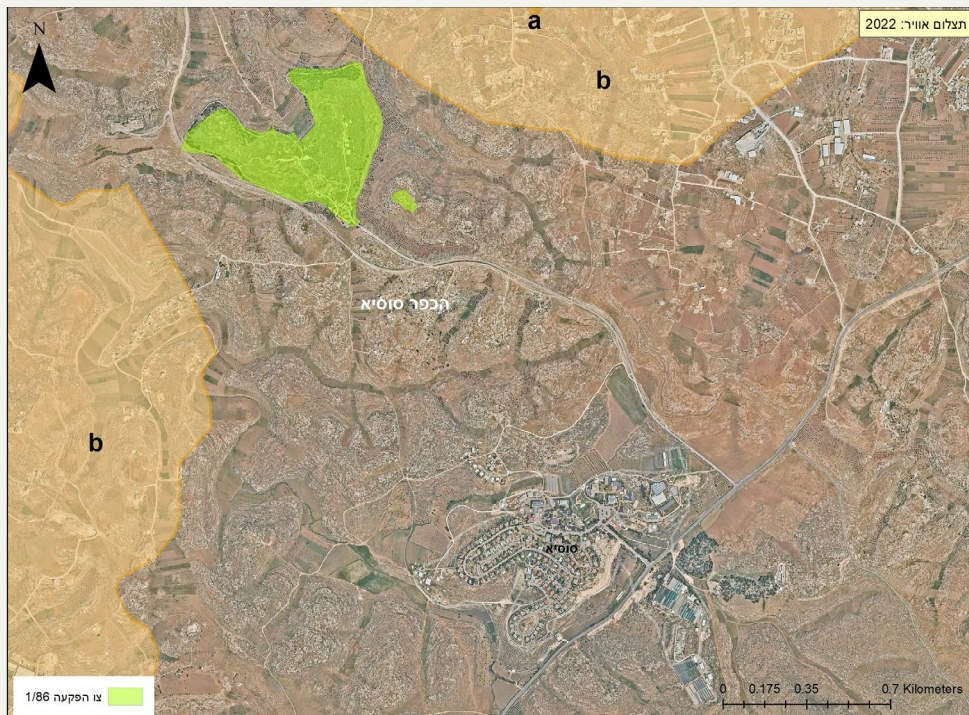 תצלום אוויר: 2022
N
a
b
הכפר סוסיא
b
סוסיא
צו הפקעה 1/86
0 0.175 0.35 0.7 Kilometers